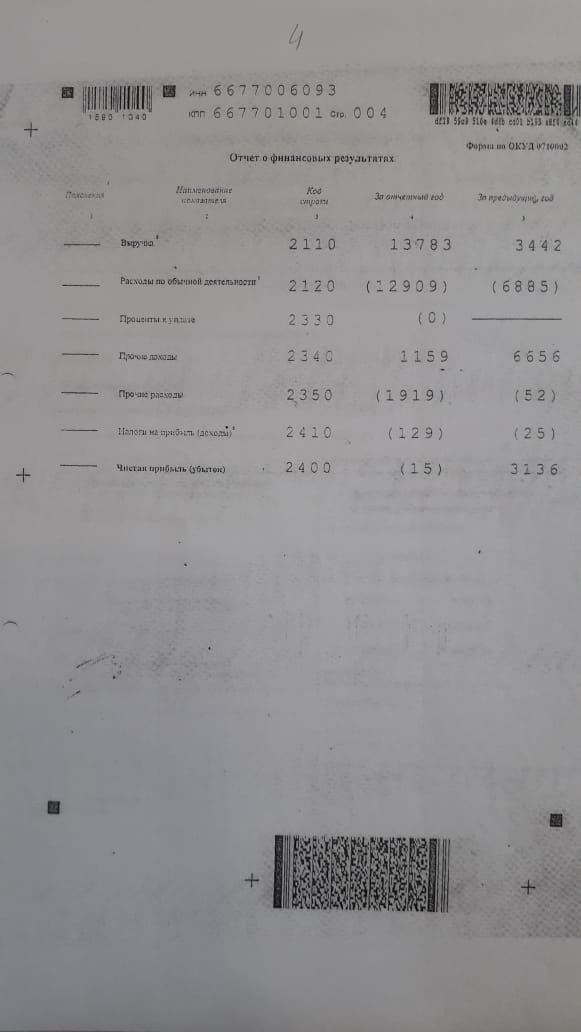 4
ИНН 6677006093
1590 1040
КПП 667701001 Стр. 004
Форма по ОКУД 0710002
Отчет о финансовых результатах
Пояснения Наименование показателя Код строки За отчетный год За предыдущий год
1 2 3 4 5
Выручка 2110 13783 3442
Расходы по обычной деятельности 2120 (12909) (6885)
Проценты к уплате 2330 (0)
Прочие доходы 2340 1159 6656
Прочие расходы 2350 (1919) (52)
Налоги на прибыль (доходы) 2410 (129) (25)
Чистая прибыль (убыток) 2400 (15) 3136